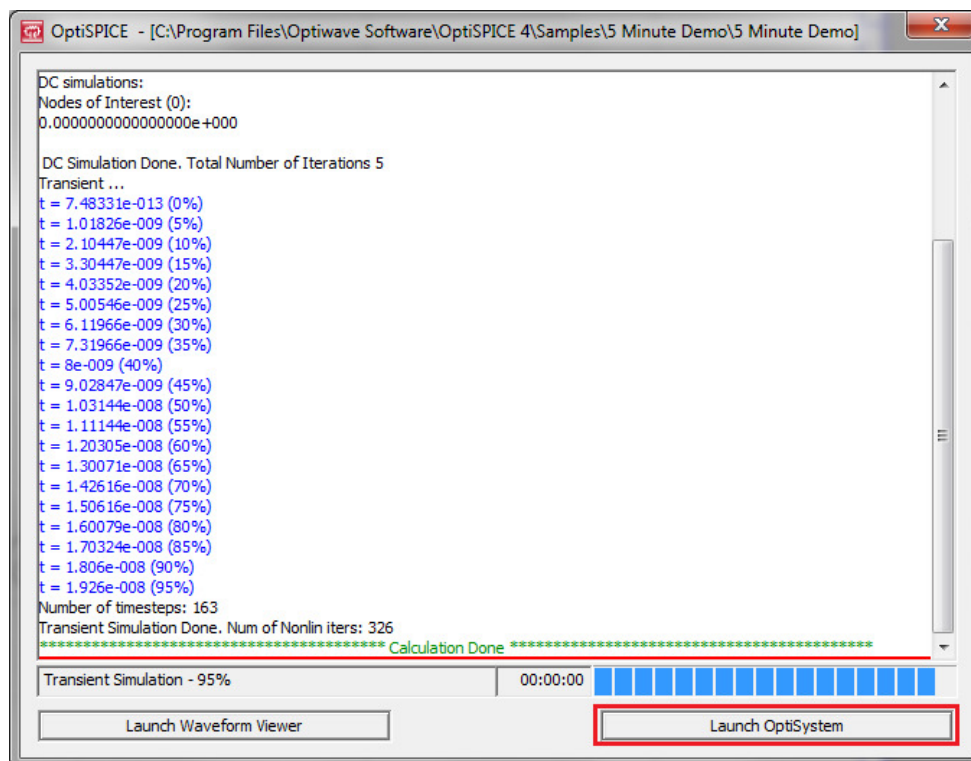 OptiSPICE - [C:\Program Files\Optiwave Software\OptiSPICE 4\Samples\5 Minute Demo\5 Minute Demo]
DC simulations:
Nodes of Interest (0):
0.0000000000000000e+000
DC Simulation Done. Total Number of Iterations 5
Transient ...
t = 7.48331e-013 (0%)
t = 1.01826e-009 (5%)
t = 2.10447e-009 (10%)
t = 3.30447e-009 (15%)
t = 4.03352e-009 (20%)
t = 5.00546e-009 (25%)
t = 6.11966e-009 (30%)
t = 7.31966e-009 (35%)
t = 8e-009 (40%)
t = 9.02847e-009 (45%)
t = 1.03144e-008 (50%)
t = 1.11144e-008 (55%)
t = 1.20305e-008 (60%)
t = 1.30071e-008 (65%)
t = 1.42616e-008 (70%)
t = 1.50616e-008 (75%)
t = 1.60079e-008 (80%)
t = 1.70324e-008 (85%)
t = 1.806e-008 (90%)
t = 1.926e-008 (95%)
Number of timesteps: 163
Transient Simulation Done. Num of Nonlin iters: 326
***************************************** Calculation Done *******************************************
Transient Simulation - 95% 00:00:00
Launch Waveform Viewer Launch OptiSystem